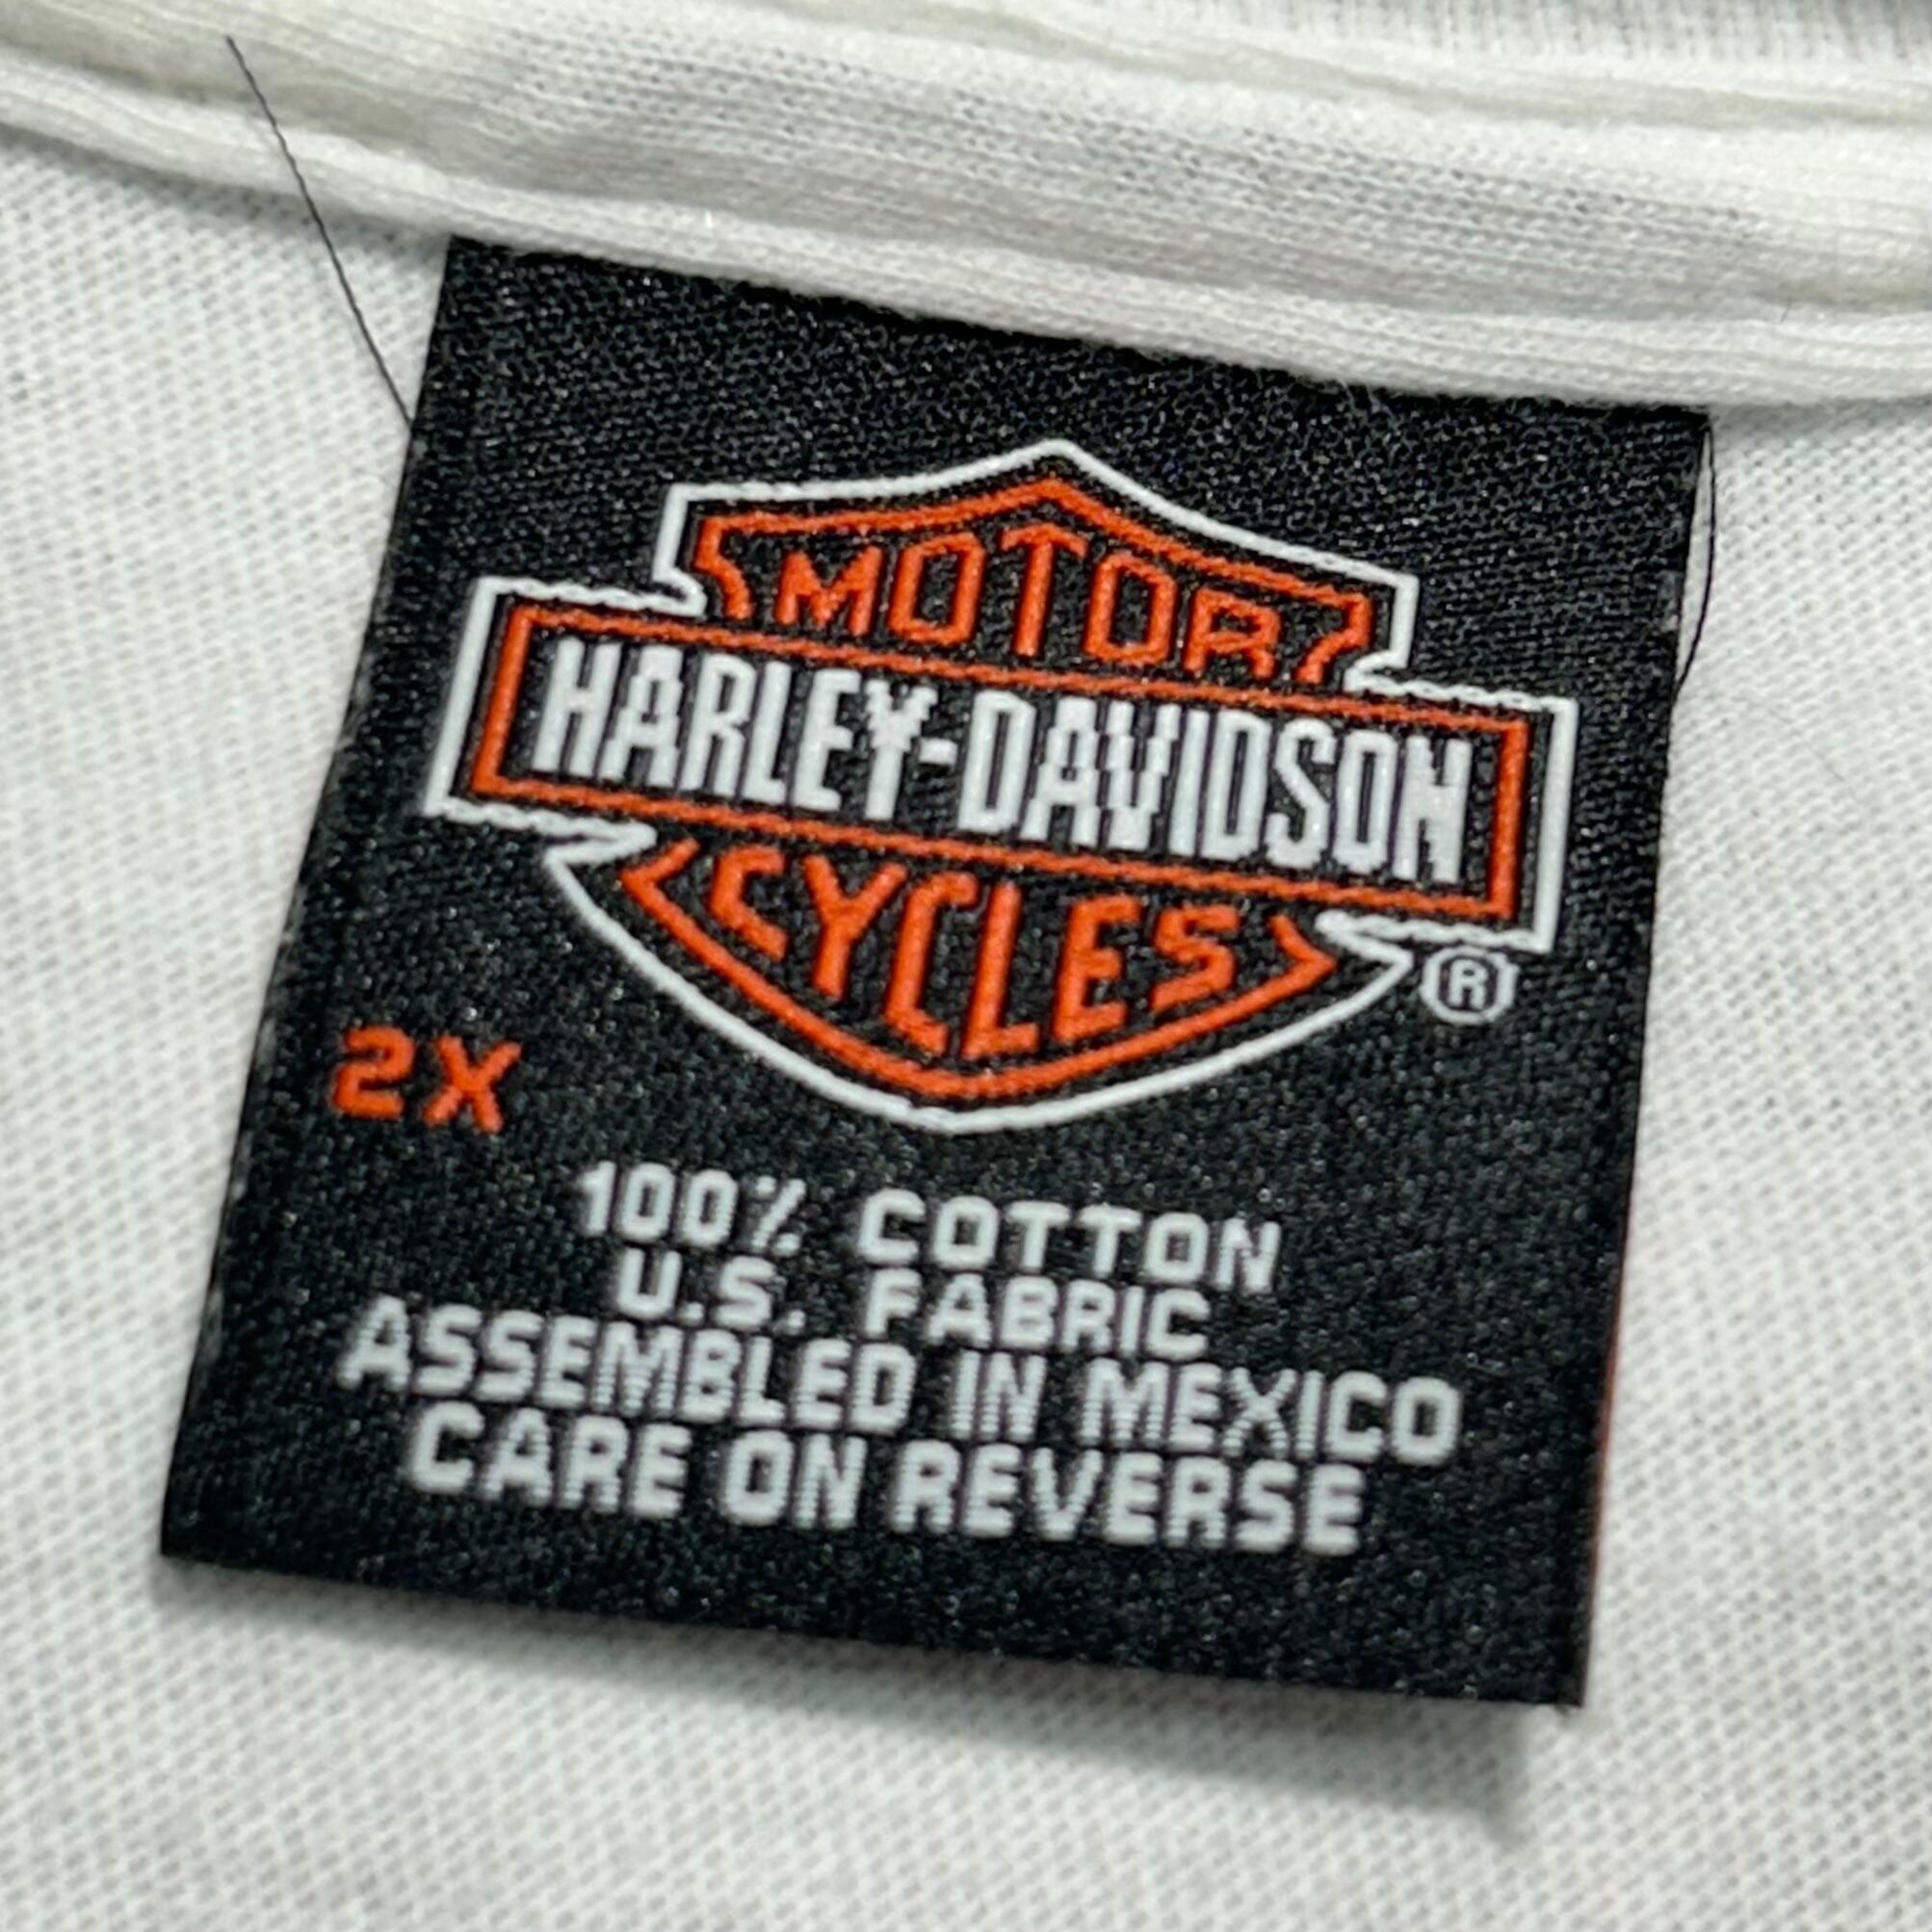 MOTOR
HARLEY-DAVIDSON
CYCLES
®
2X
100% COTTON
U.S. FABRIC
ASSEMBLED IN MEXICO
CARE ON REVERSE